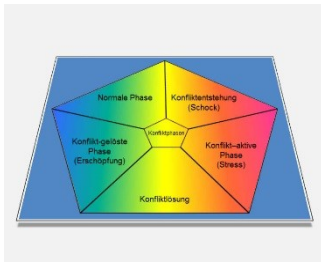 Normale Phase
Konfliktentstehung
(Schock)
Konfliktphasen
Konflikt-gelöste
Phase
(Erschöpfung)
Konflikt–aktive
Phase
(Stress)
Konfliktlösung